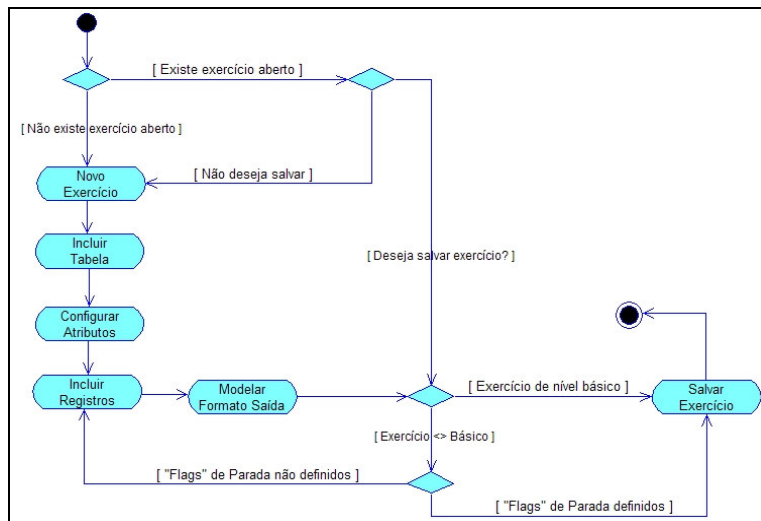 [ Existe exercício aberto ]
[ Não existe exercício aberto ]
Novo
Exercício
[ Não deseja salvar ]
Incluir
Tabela
[ Deseja salvar exercício? ]
Configurar
Atributos
Incluir
Registros
Modelar
Formato Saída
[ Exercício de nível básico ]
Salvar
Exercício
[ Exercício <> Básico ]
[ "Flags" de Parada não definidos ]
[ "Flags" de Parada definidos ]